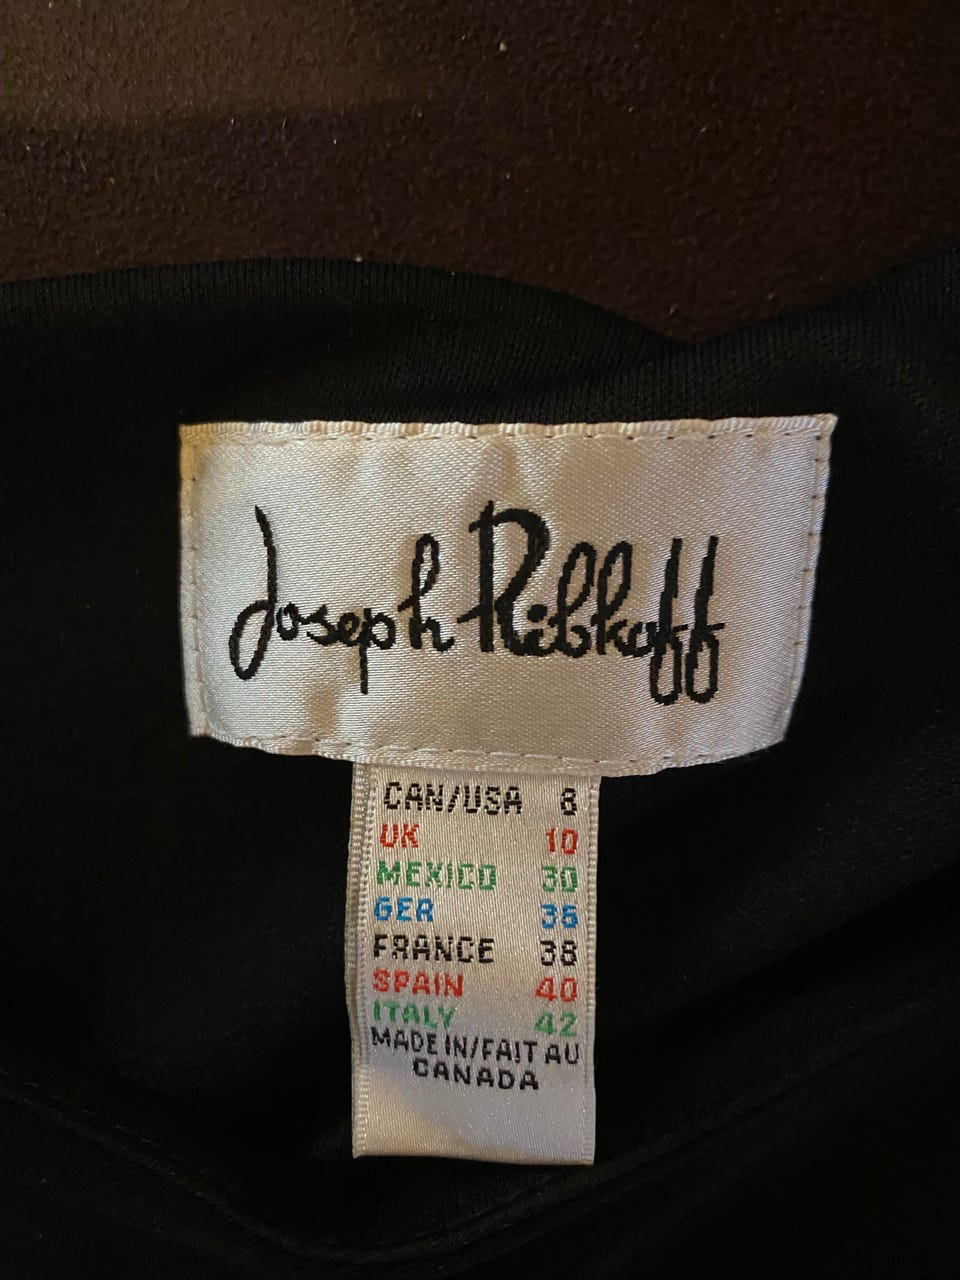 Joseph Ribkoff
CAN/USA 8
UK 10
MEXICO 30
GER 36
FRANCE 38
SPAIN 40
ITALY 42
MADE IN/FAIT AU
CANADA